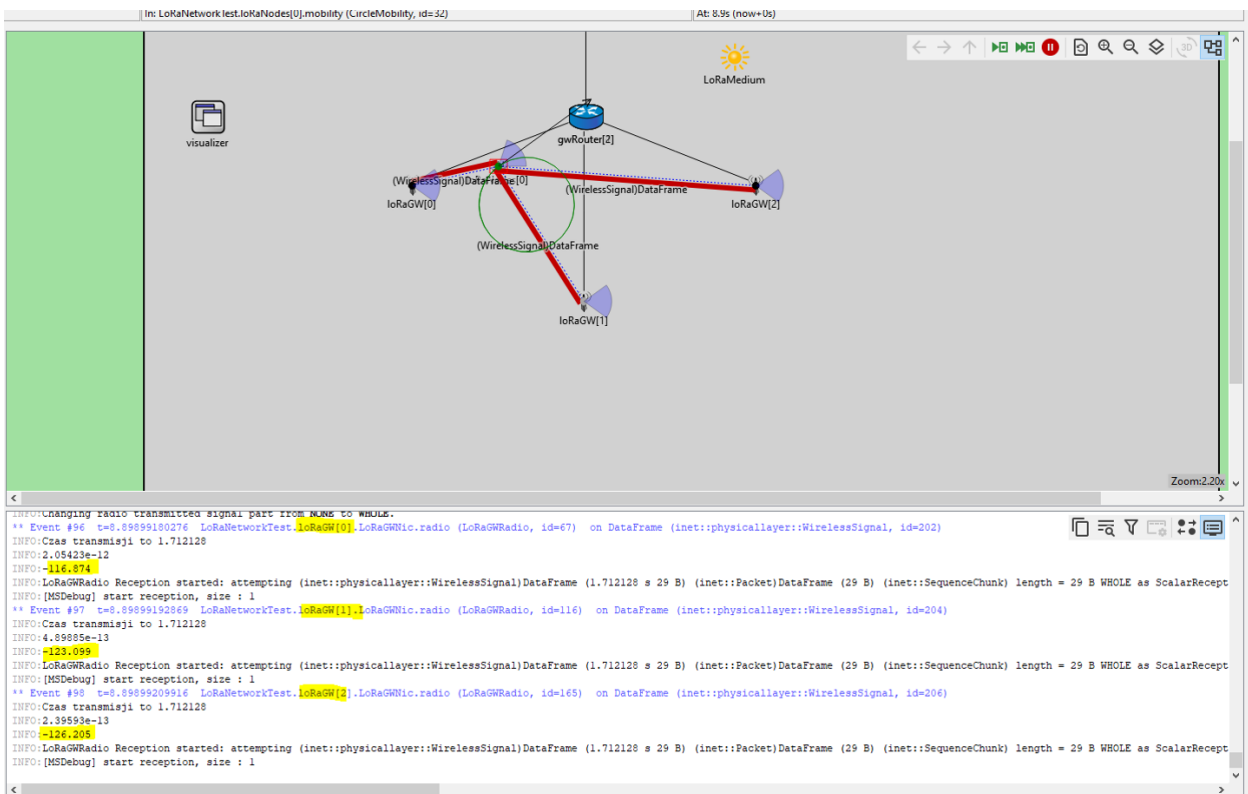 In: LoRaNetworkTest.loRaNodes[0].mobility (CircleMobility, id=32)
At: 8.9s (now+0s)
3D
LoRaMedium
visualizer
gwRouter[2]
(WirelessSignal)DataFrame
[0]
(WirelessSignal)DataFrame
loRaGW[0]
loRaGW[2]
(WirelessSignal)DataFrame
loRaGW[1]
Zoom:2.20x
INFO:Changing radio transmitted signal part from NONE to WHOLE.
** Event #96 t=8.89899180276 LoRaNetworkTest.loRaGW[0].LoRaGWNic.radio (LoRaGWRadio, id=67) on DataFrame (inet::physicallayer::WirelessSignal, id=202)
INFO:Czas transmisji to 1.712128
INFO:2.05423e-12
INFO:-116.874
INFO:LoRaGWRadio Reception started: attempting (inet::physicallayer::WirelessSignal)DataFrame (1.712128 s 29 B) (inet::Packet)DataFrame (29 B) (inet::SequenceChunk) length = 29 B WHOLE as ScalarRecept
INFO:[MSDebug] start reception, size : 1
** Event #97 t=8.89899192869 LoRaNetworkTest.loRaGW[1].LoRaGWNic.radio (LoRaGWRadio, id=116) on DataFrame (inet::physicallayer::WirelessSignal, id=204)
INFO:Czas transmisji to 1.712128
INFO:4.89885e-13
INFO:-123.099
INFO:LoRaGWRadio Reception started: attempting (inet::physicallayer::WirelessSignal)DataFrame (1.712128 s 29 B) (inet::Packet)DataFrame (29 B) (inet::SequenceChunk) length = 29 B WHOLE as ScalarRecept
INFO:[MSDebug] start reception, size : 1
** Event #98 t=8.89899209916 LoRaNetworkTest.loRaGW[2].LoRaGWNic.radio (LoRaGWRadio, id=165) on DataFrame (inet::physicallayer::WirelessSignal, id=206)
INFO:Czas transmisji to 1.712128
INFO:2.39593e-13
INFO:-126.205
INFO:LoRaGWRadio Reception started: attempting (inet::physicallayer::WirelessSignal)DataFrame (1.712128 s 29 B) (inet::Packet)DataFrame (29 B) (inet::SequenceChunk) length = 29 B WHOLE as ScalarRecept
INFO:[MSDebug] start reception, size : 1